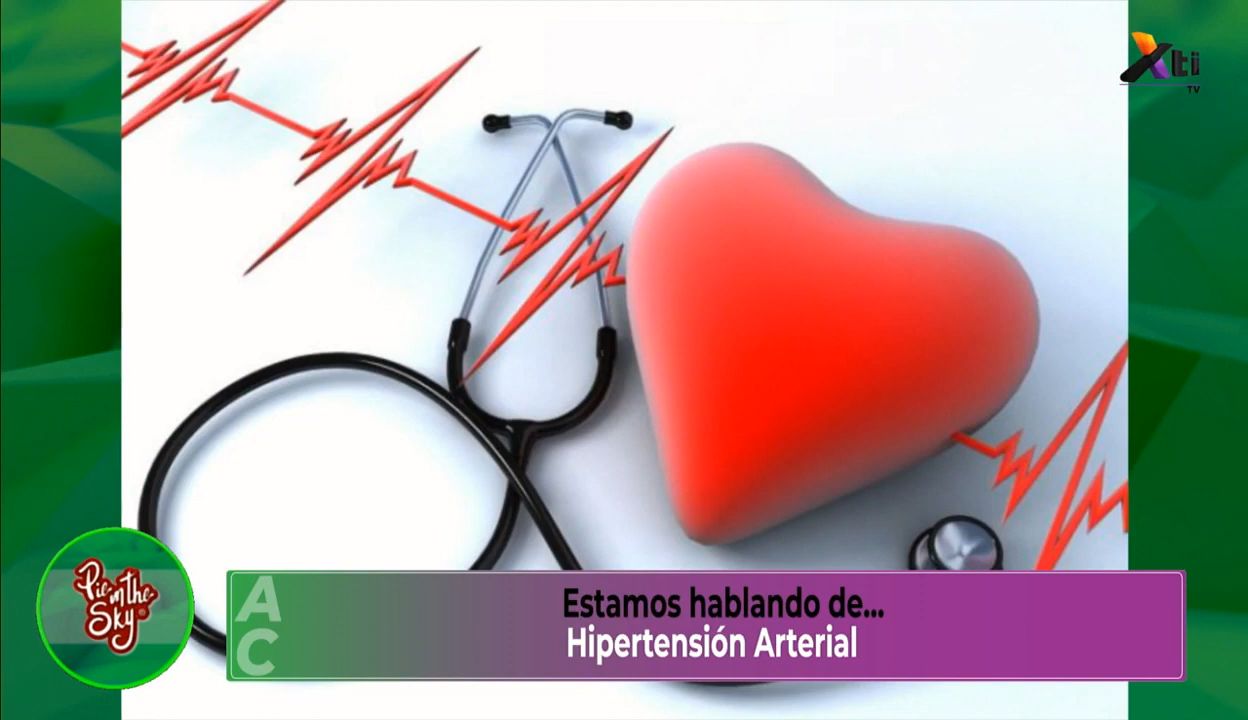 Xti
TV
Pie in the
Sky
A
C
Estamos hablando de...
Hipertensión Arterial